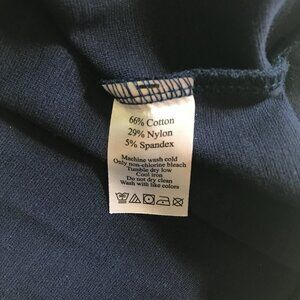 66% Cotton
29% Nylon
5% Spandex
Machine wash cold
Only non-chlorine bleach
Tumble dry low
Cool iron
Do not dry clean
Wash with like colors